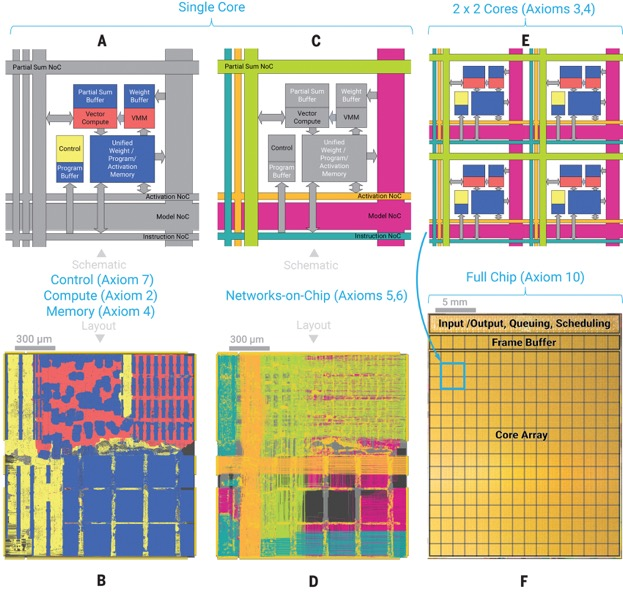 Single Core
2 x 2 Cores (Axioms 3,4)
A
C
E
Partial Sum NoC
Partial Sum
Buffer
Weight
Buffer
Vector
Compute
VMM
Control
Program
Buffer
Unified
Weight /
Program/
Activation
Memory
Activation NoC
Model NoC
Instruction NoC
Partial Sum NoC
Partial Sum
Buffer
Weight
Buffer
Vector
Compute
VMM
Control
Program
Buffer
Unified
Weight /
Program/
Activation
Memory
Activation NoC
Model NoC
Instruction NoC
Schematic
Control (Axiom 7)
Compute (Axiom 2)
Memory (Axiom 4)
Layout
300 µm
Schematic
Networks-on-Chip (Axioms 5,6)
Layout
300 µm
Full Chip (Axiom 10)
5 mm
Input /Output, Queuing, Scheduling
Frame Buffer
Core Array
B
D
F